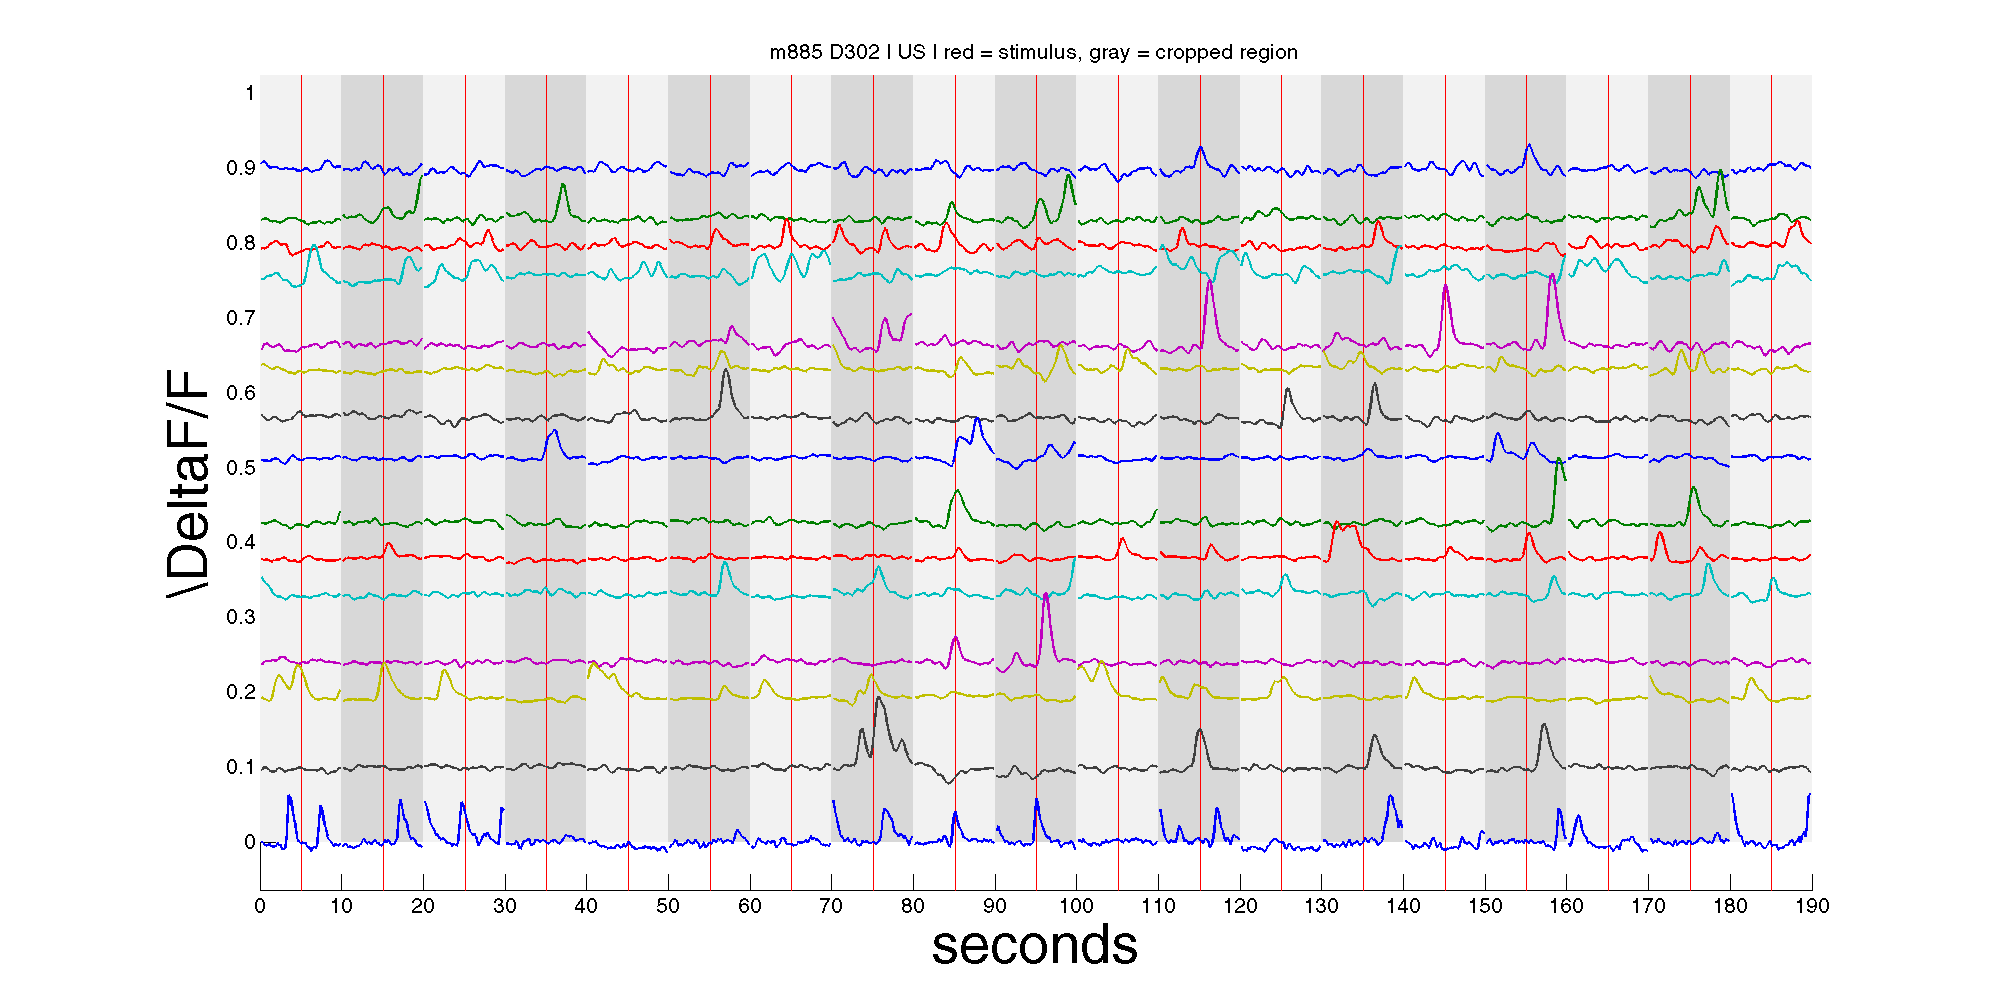 m885 D302 | US | red = stimulus, gray = cropped region
1
0.9
0.8
0.7
0.6
0.5
0.4
0.3
0.2
0.1
0
\DeltaF/F
0 10 20 30 40 50 60 70 80 90 100 110 120 130 140 150 160 170 180 190
seconds